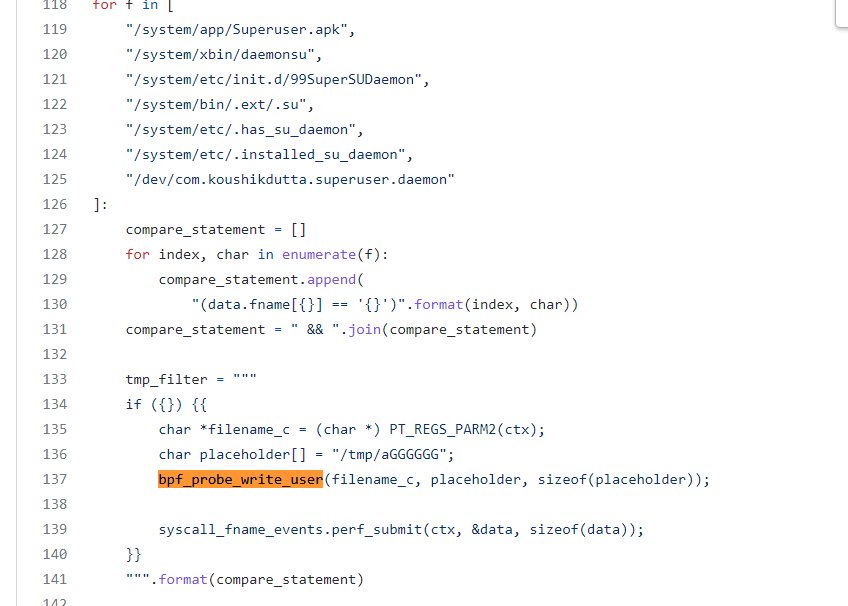 118 for f in [
119 "/system/app/Superuser.apk",
120 "/system/xbin/daemonsu",
121 "/system/etc/init.d/99SuperSUDaemon",
122 "/system/bin/.ext/.su",
123 "/system/etc/.has_su_daemon",
124 "/system/etc/.installed_su_daemon",
125 "/dev/com.koushikdutta.superuser.daemon"
126 ]:
127 compare_statement = []
128 for index, char in enumerate(f):
129 compare_statement.append(
130 "(data.fname[{}] == '{}')".format(index, char))
131 compare_statement = " && ".join(compare_statement)
132
133 tmp_filter = """
134 if ({}) {{
135 char *filename_c = (char *) PT_REGS_PARM2(ctx);
136 char placeholder[] = "/tmp/aGGGGGG";
137 bpf_probe_write_user(filename_c, placeholder, sizeof(placeholder));
138
139 syscall_fname_events.perf_submit(ctx, &data, sizeof(data));
140 }}
141 """.format(compare_statement)
142